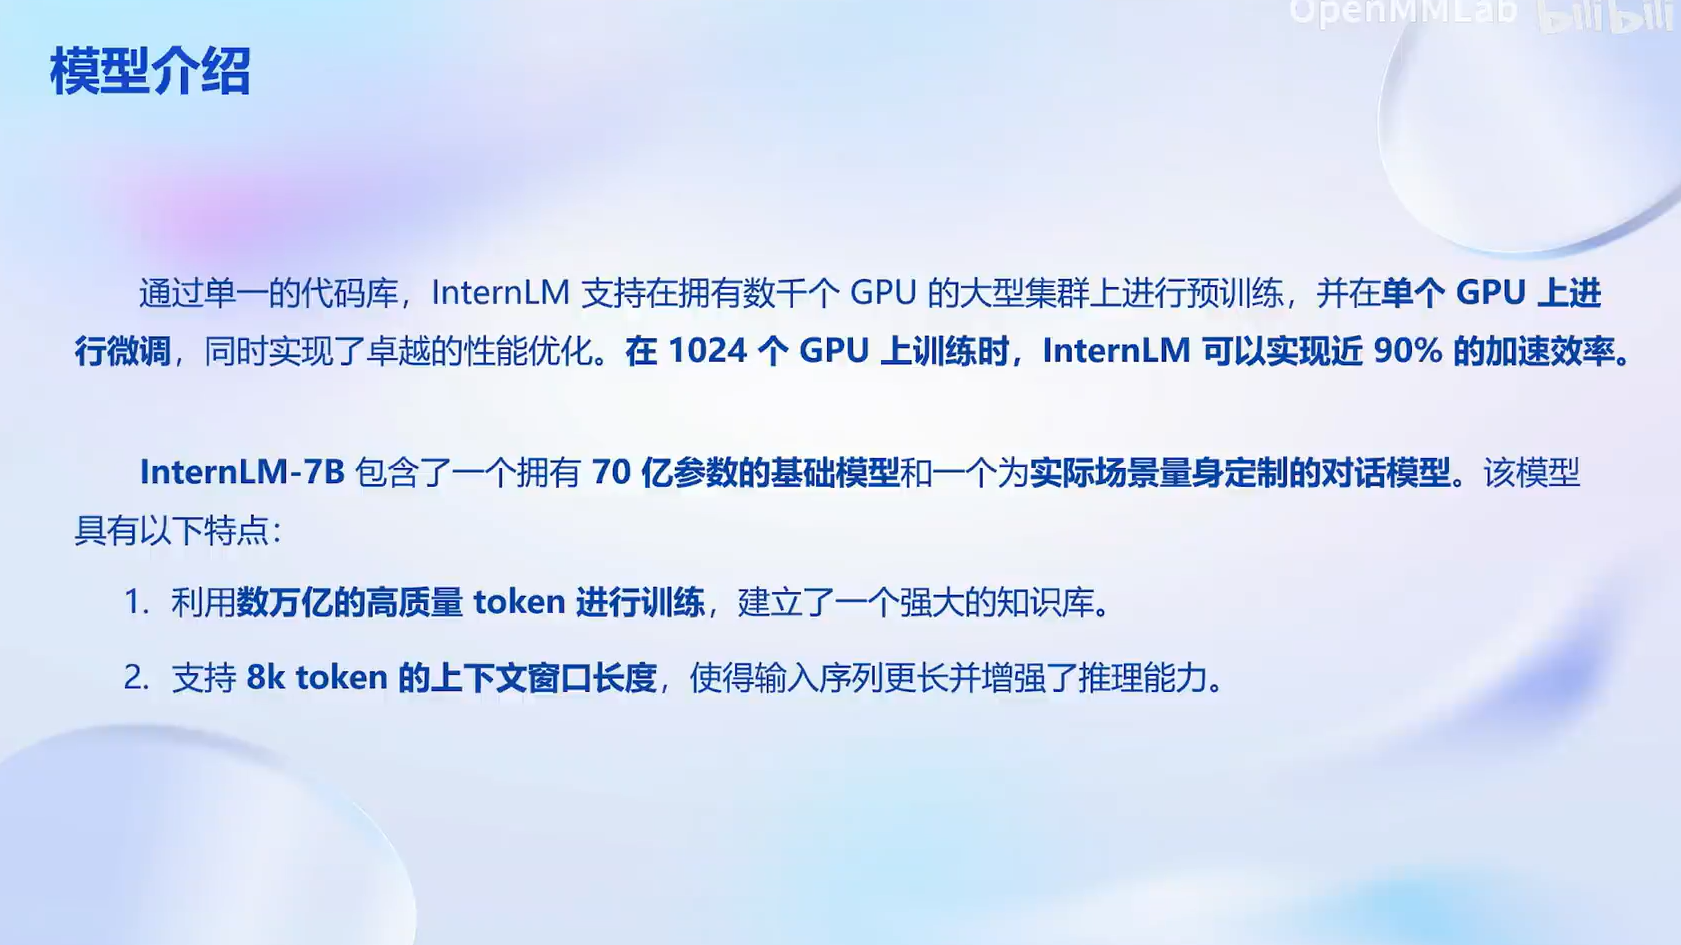 OpenMMLab bilibili
模型介绍
通过单一的代码库，InternLM 支持在拥有数千个 GPU 的大型集群上进行预训练，并在单个 GPU 上进
行微调，同时实现了卓越的性能优化。在 1024 个 GPU 上训练时，InternLM 可以实现近 90% 的加速效率。
InternLM-7B 包含了一个拥有 70 亿参数的基础模型和一个为实际场景量身定制的对话模型。该模型
具有以下特点：
1. 利用数万亿的高质量 token 进行训练，建立了一个强大的知识库。
2. 支持 8k token 的上下文窗口长度，使得输入序列更长并增强了推理能力。